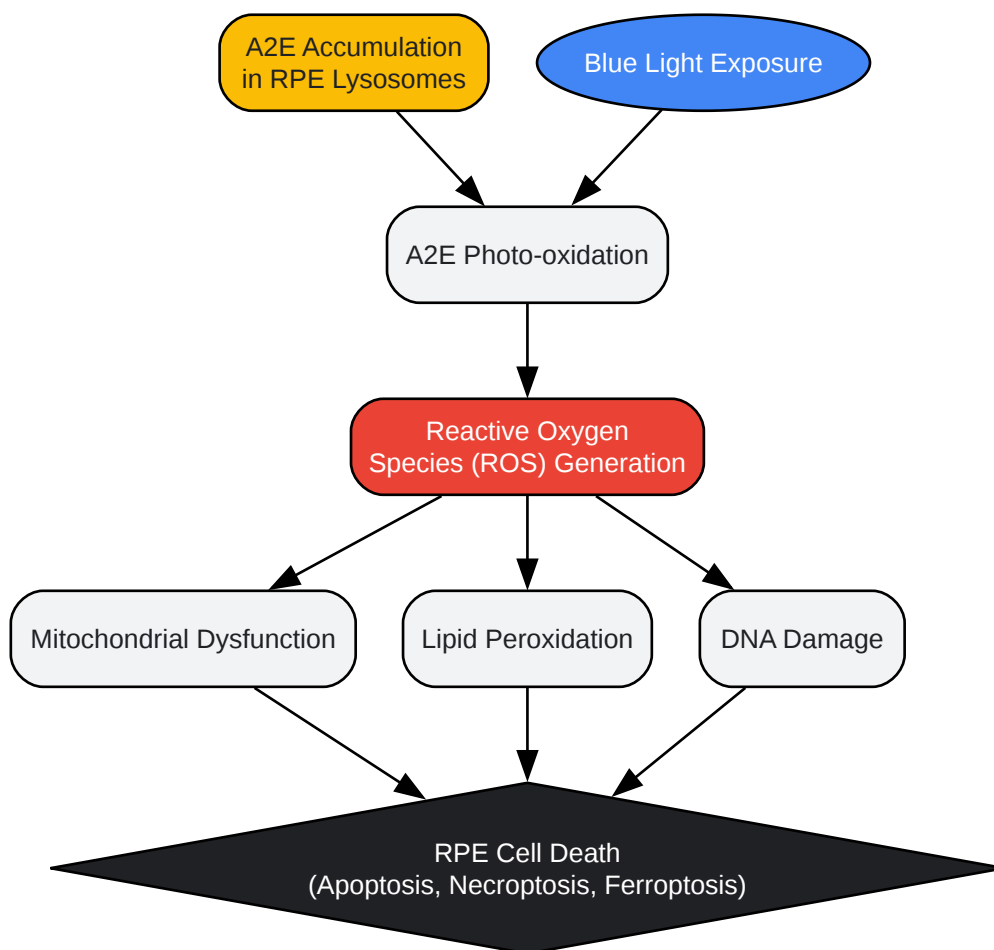 A2E Accumulation
in RPE Lysosomes
Blue Light Exposure
A2E Photo-oxidation
Reactive Oxygen
Species (ROS) Generation
Mitochondrial Dysfunction
Lipid Peroxidation
DNA Damage
RPE Cell Death
(Apoptosis, Necroptosis, Ferroptosis)